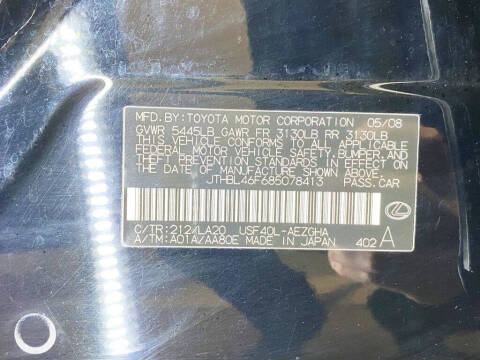 MFD. BY: TOYOTA MOTOR CORPORATION 05/08
GVWR 5445LB GAWR FR 3130LB RR 3130LB
THIS VEHICLE CONFORMS TO ALL APPLICABLE
FEDERAL MOTOR VEHICLE SAFETY, BUMPER, AND
THEFT PREVENTION STANDARDS IN EFFECT ON
THE DATE OF MANUFACTURE SHOWN ABOVE.
JTHBL46F685078413 PASS. CAR
C/TR: 212/LA20 USF40L-AEZGHA
A/TM: A01A/AA80E MADE IN JAPAN 402 A